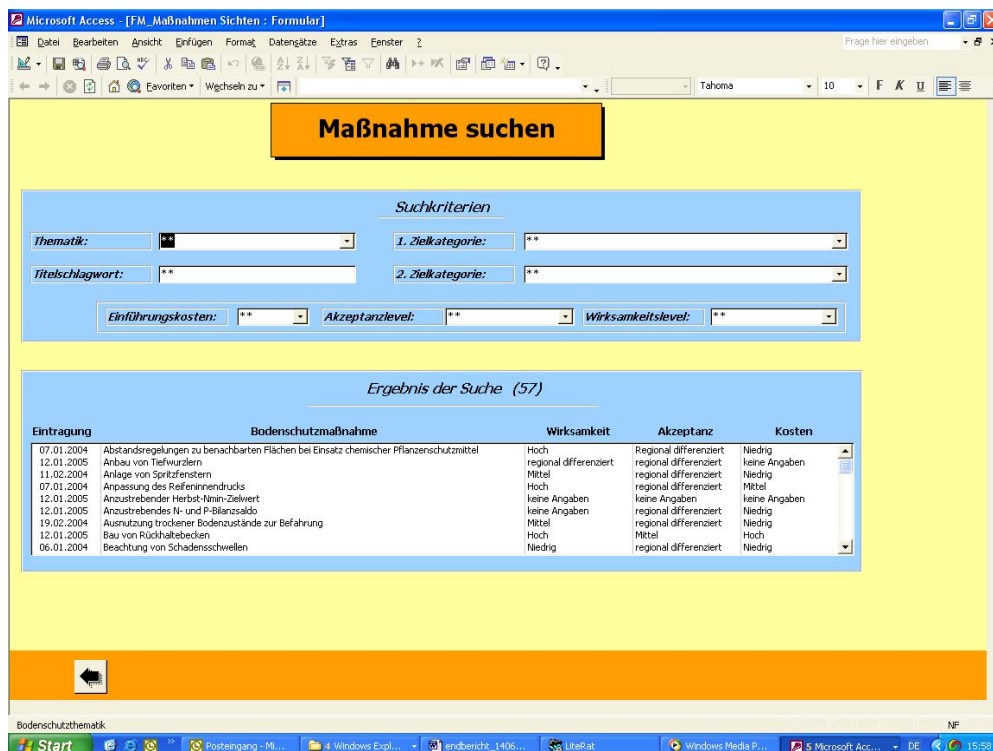 Microsoft Access - [FM_Maßnahmen Sichten : Formular]
Datei Bearbeiten Ansicht Einfügen Format Datensätze Extras Fenster ? Frage hier eingeben
Favoriten Wechseln zu Tahoma 10 F K U
Maßnahme suchen
Suchkriterien
Thematik: ** 1. Zielkategorie: **
Titelschlagwort: ** 2. Zielkategorie: **
Einführungskosten: ** Akzeptanzlevel: ** Wirksamkeitslevel: **
Ergebnis der Suche (57)
Eintragung Bodenschutzmaßnahme Wirksamkeit Akzeptanz Kosten
07.01.2004 Abstandsregelungen zu benachbarten Flächen bei Einsatz chemischer Pflanzenschutzmittel Hoch Regional differenziert Niedrig
12.01.2005 Anbau von Tiefwurzlern regional differenziert regional differenziert keine Angaben
11.02.2004 Anlage von Spritzfenstern Mittel regional differenziert Niedrig
07.01.2004 Anpassung des Reifeninnendrucks Hoch regional differenziert Mittel
12.01.2005 Anzustrebender Herbst-Nmin-Zielwert keine Angaben keine Angaben keine Angaben
12.01.2005 Anzustrebendes N- und P-Bilanzsaldo keine Angaben regional differenziert Niedrig
19.02.2004 Ausnutzung trockener Bodenzustände zur Befahrung Mittel regional differenziert Niedrig
12.01.2005 Bau von Rückhaltebecken Hoch Mittel Hoch
06.01.2004 Beachtung von Schadensschwellen Niedrig regional differenziert Niedrig
Bodenschutzthematik NF
Start Posteingang - Mi... 4 Windows Expl... endbericht_1406... LiteRat Windows Media P... 5 Microsoft Acc... DE 15:58